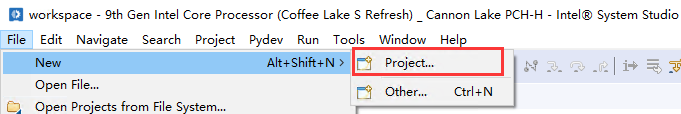 workspace - 9th Gen Intel Core Processor (Coffee Lake S Refresh) _ Cannon Lake PCH-H - Intel® System Studio
File Edit Navigate Search Project Pydev Run Tools Window Help
New Alt+Shift+N > Project...
Open File... Other... Ctrl+N
Open Projects from File System...